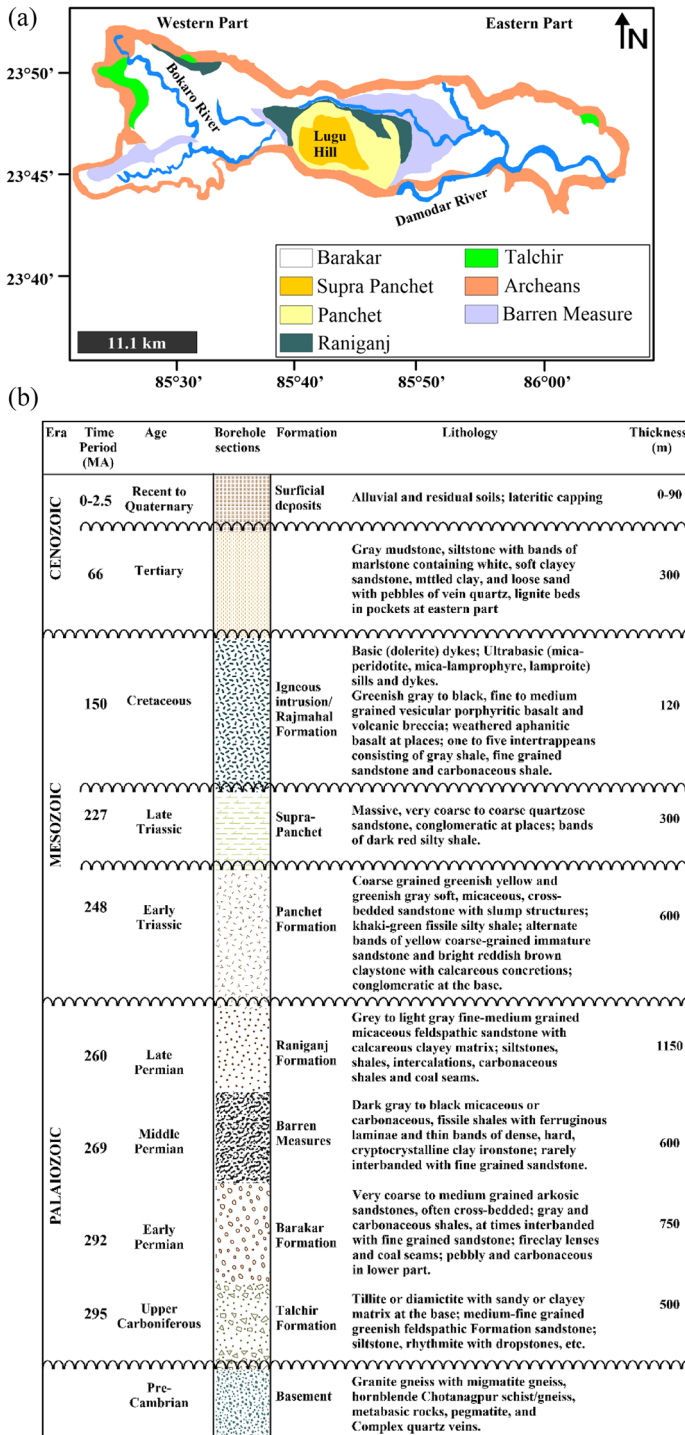 (a)
Western Part
Eastern Part
N
23°50'
23°45'
23°40'
Bokaro River
Lugu
Hill
Damodar River
Barakar
Supra Panchet
Panchet
Raniganj
Talchir
Archeans
Barren Measure
11.1 km
85°30'
85°40'
85°50'
86°00'
(b)
Era
Time
Period
(MA)
Age
Borehole
sections
Formation
Lithology
Thickness
(m)
CENOZOIC
0-2.5
Recent to
Quaternary
Surficial
deposits
Alluvial and residual soils; lateritic capping
0-90
66
Tertiary
Gray mudstone, siltstone with bands of
marlstone containing white, soft clayey
sandstone, mttled clay, and loose sand
with pebbles of vein quartz, lignite beds
in pockets at eastern part
300
MESOZOIC
150
Cretaceous
Igneous
intrusion/
Rajmahal
Formation
Basic (dolerite) dykes; Ultrabasic (mica-
peridotite, mica-lamprophyre, lamproite)
sills and dykes.
Greenish gray to black, fine to medium
grained vesicular porphyritic basalt and
volcanic breccia; weathered aphanitic
basalt at places; one to five intertrappeans
consisting of gray shale, fine grained
sandstone and carbonaceous shale.
120
227
Late
Triassic
Supra-
Panchet
Massive, very coarse to coarse quartzose
sandstone, conglomeratic at places; bands
of dark red silty shale.
300
248
Early
Triassic
Panchet
Formation
Coarse grained greenish yellow and
greenish gray soft, micaceous, cross-
bedded sandstone with slump structures;
khaki-green fissile silty shale; alternate
bands of yellow coarse-grained immature
sandstone and bright reddish brown
claystone with calcareous concretions;
conglomeratic at the base.
600
PALAIOZOIC
260
Late
Permian
Raniganj
Formation
Grey to light gray fine-medium grained
micaceous feldspathic sandstone with
calcareous clayey matrix; siltstones,
shales, intercalations, carbonaceous
shales and coal seams.
1150
269
Middle
Permian
Barren
Measures
Dark gray to black micaceous or
carbonaceous, fissile shales with ferruginous
laminae and thin bands of dense, hard,
cryptocrystalline clay ironstone; rarely
interbanded with fine grained sandstone.
600
292
Early
Permian
Barakar
Formation
Very coarse to medium grained arkosic
sandstones, often cross-bedded; gray and
carbonaceous shales, at times interbanded
with fine grained sandstone; fireclay lenses
and coal seams; pebbly and carbonaceous
in lower part.
750
295
Upper
Carboniferous
Talchir
Formation
Tillite or diamictite with sandy or clayey
matrix at the base; medium-fine grained
greenish feldspathic Formation sandstone;
siltstone, rhythmite with dropstones, etc.
500
Pre-
Cambrian
Basement
Granite gneiss with migmatite gneiss,
hornblende Chotanagpur schist/gneiss,
metabasic rocks, pegmatite, and
Complex quartz veins.